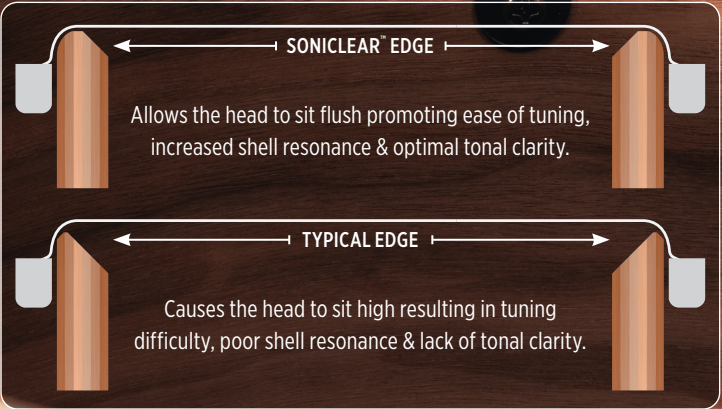 SONICLEAR™ EDGE
Allows the head to sit flush promoting ease of tuning,
increased shell resonance & optimal tonal clarity.
TYPICAL EDGE
Causes the head to sit high resulting in tuning
difficulty, poor shell resonance & lack of tonal clarity.